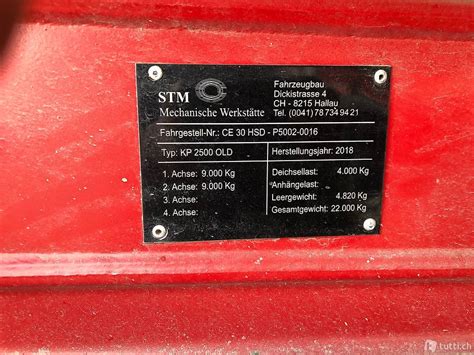 STM
Mechanische Werkstätte
Fahrzeugbau
Dickistrasse 4
CH - 8215 Hallau
Tel. (0041) 78 734 94 21
Fahrgestell-Nr.: CE 30 HSD - P5002-0016
Typ: KP 2500 OLD
Herstellungsjahr: 2018
1. Achse: 9.000 Kg
2. Achse: 9.000 Kg
3. Achse:
4. Achse:
Deichsellast: 4.000 Kg
Anhängelast:
Leergewicht: 4.820 Kg
Gesamtgewicht: 22.000 Kg
tutti.ch